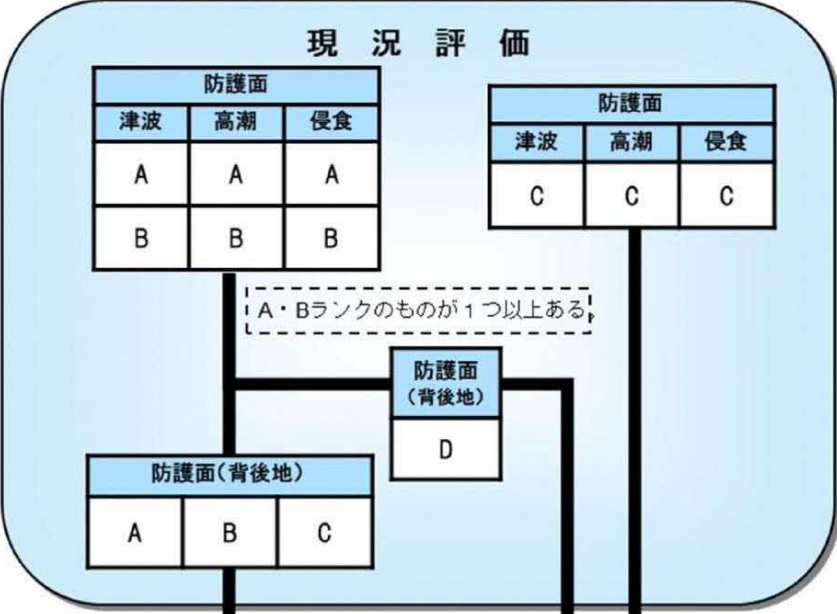 現況評価
防護面
津波 高潮 侵食
A A A
B B B
防護面
津波 高潮 侵食
C C C
A・Bランクのものが1つ以上ある。
防護面
(背後地)
D
防護面(背後地)
A B C